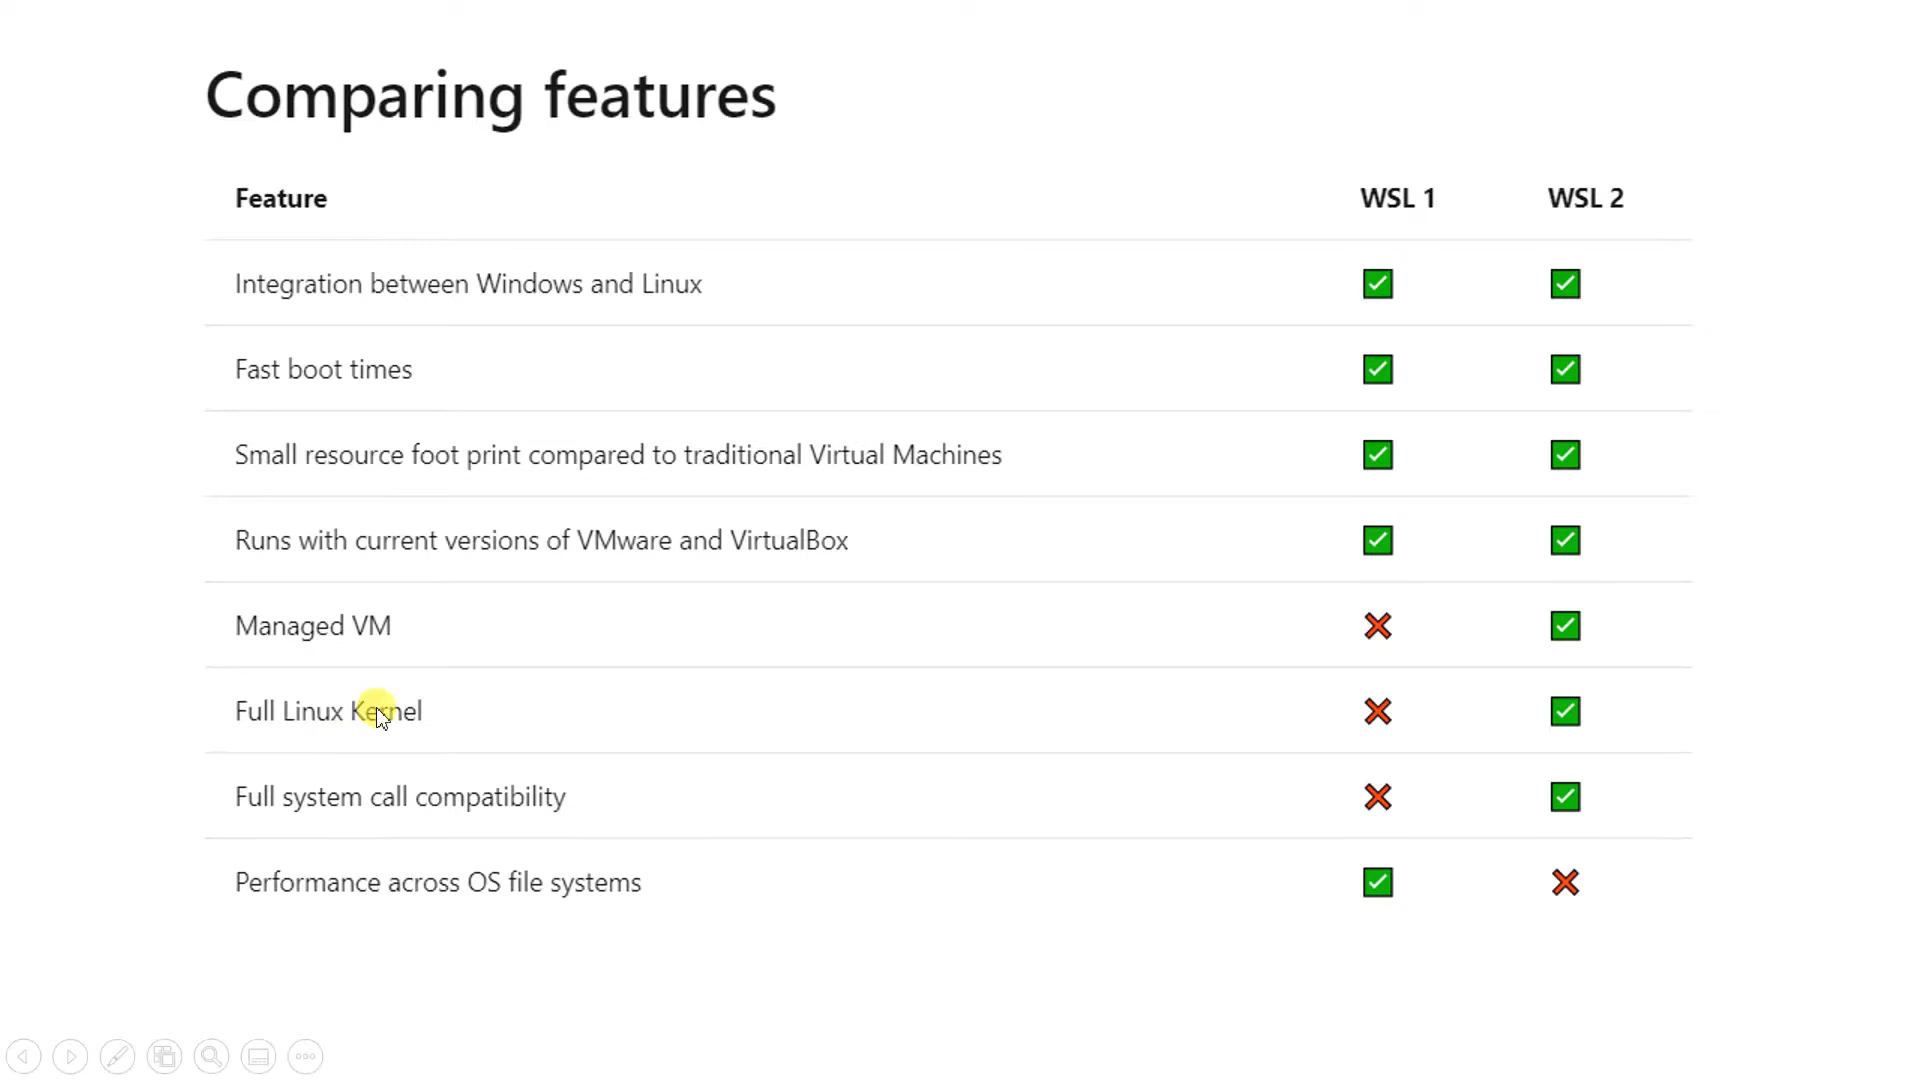 Comparing features
Feature WSL 1 WSL 2
Integration between Windows and Linux
Fast boot times
Small resource foot print compared to traditional Virtual Machines
Runs with current versions of VMware and VirtualBox
Managed VM
Full Linux Kernel
Full system call compatibility
Performance across OS file systems